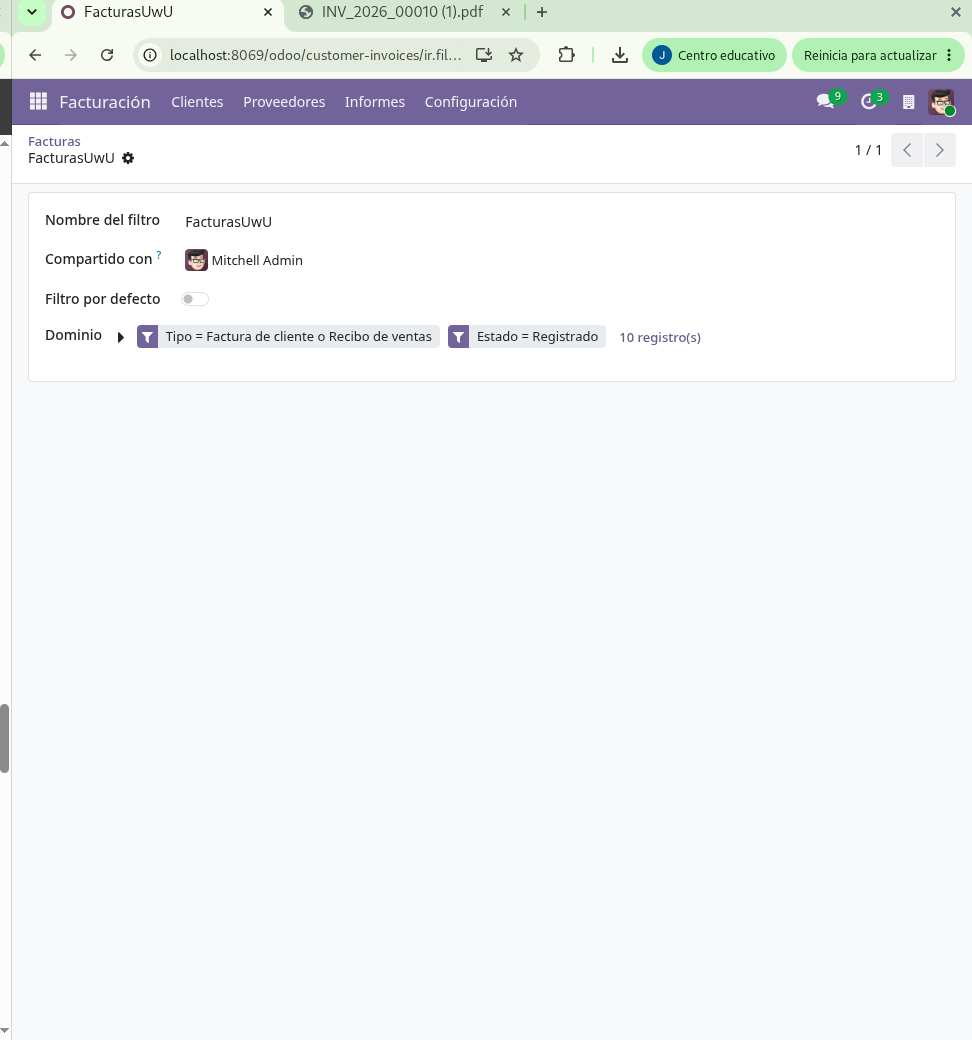 FacturasUwU
INV_2026_00010 (1).pdf
localhost:8069/odoo/customer-invoices/ir.fil...
J Centro educativo
Reinicia para actualizar
Facturación Clientes Proveedores Informes Configuración 9 3
Facturas
FacturasUwU
1 / 1
Nombre del filtro FacturasUwU
Compartido con ? Mitchell Admin
Filtro por defecto
Dominio Tipo = Factura de cliente o Recibo de ventas Estado = Registrado 10 registro(s)